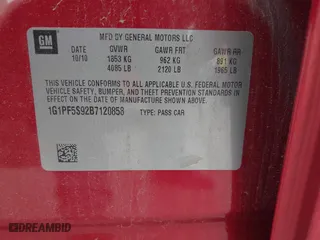 GM
MFD BY GENERAL MOTORS LLC
10/10 GVWR GAWR FRT GAWR RR
1853 KG 962 KG 891 KG
4085 LB 2120 LB 1965 LB
THIS VEHICLE CONFORMS TO ALL APPLICABLE U.S. FEDERAL MOTOR
VEHICLE SAFETY, BUMPER, AND THEFT PREVENTION STANDARDS IN
EFFECT ON THE DATE OF MANUFACTURE SHOWN ABOVE.
1G1PF5S92B7120858 TYPE: PASS CAR
DREAMBID